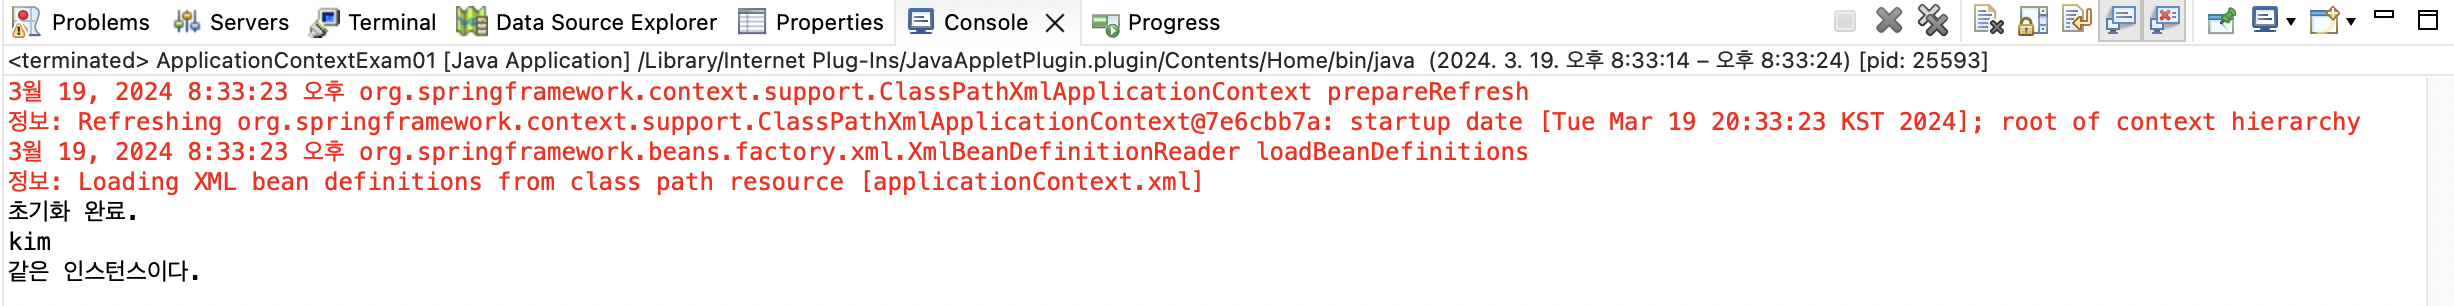 Problems Servers Terminal Data Source Explorer Properties Console Progress
<terminated> ApplicationContextExam01 [Java Application] /Library/Internet Plug-Ins/JavaAppletPlugin.plugin/Contents/Home/bin/java (2024. 3. 19. 오후 8:33:14 – 오후 8:33:24) [pid: 25593]
3월 19, 2024 8:33:23 오후 org.springframework.context.support.ClassPathXmlApplicationContext prepareRefresh
정보: Refreshing org.springframework.context.support.ClassPathXmlApplicationContext@7e6cbb7a: startup date [Tue Mar 19 20:33:23 KST 2024]; root of context hierarchy
3월 19, 2024 8:33:23 오후 org.springframework.beans.factory.xml.XmlBeanDefinitionReader loadBeanDefinitions
정보: Loading XML bean definitions from class path resource [applicationContext.xml]
초기화 완료.
kim
같은 인스턴스이다.